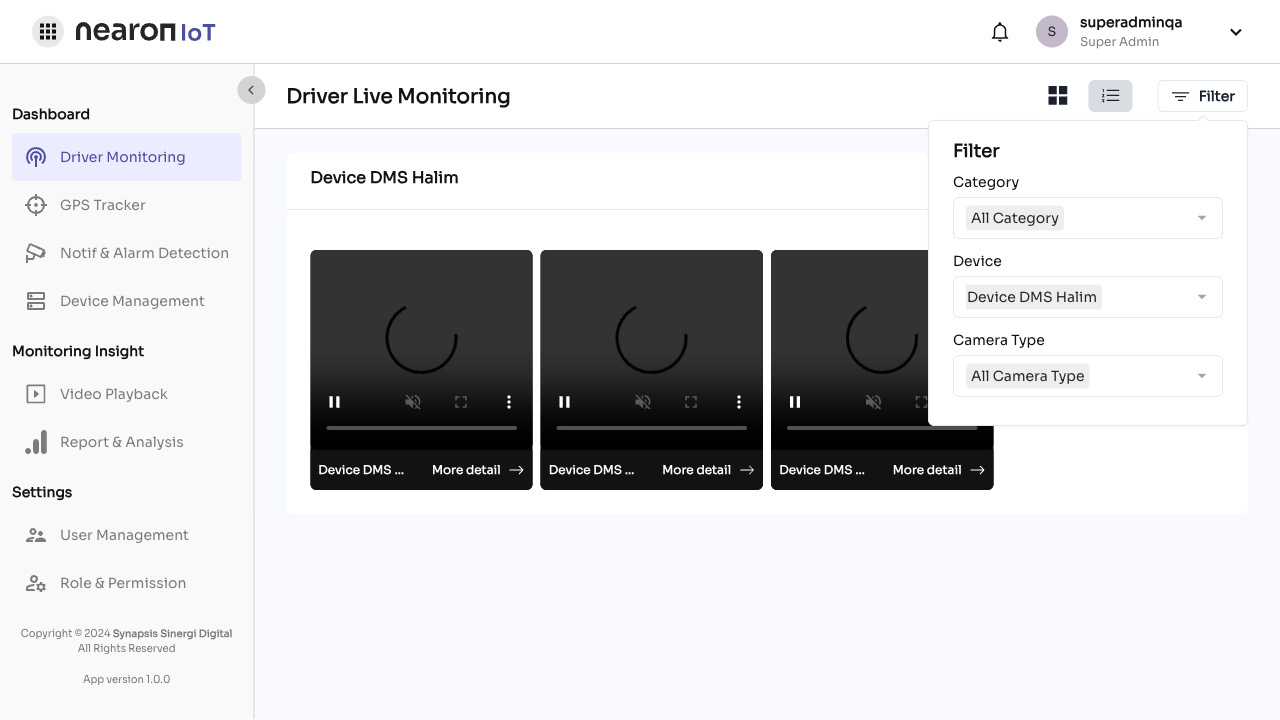 nearon IoT
S
superadminqa
Super Admin
Dashboard
Driver Monitoring
GPS Tracker
Notif & Alarm Detection
Device Management
Monitoring Insight
Video Playback
Report & Analysis
Settings
User Management
Role & Permission
Copyright © 2024 Synapsis Sinergi Digital
All Rights Reserved
App version 1.0.0
Driver Live Monitoring
Filter
Device DMS Halim
Device DMS ... More detail
Device DMS ... More detail
Device DMS ... More detail
Filter
Category
All Category
Device
Device DMS Halim
Camera Type
All Camera Type